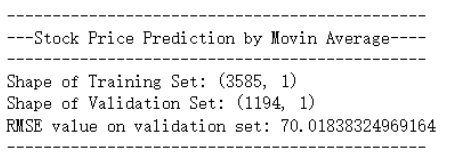 ----------------------------------------------
---Stock Price Prediction by Movin Average----
----------------------------------------------
Shape of Training Set: (3585, 1)
Shape of Validation Set: (1194, 1)
RMSE value on validation set: 70.01838324969164
----------------------------------------------